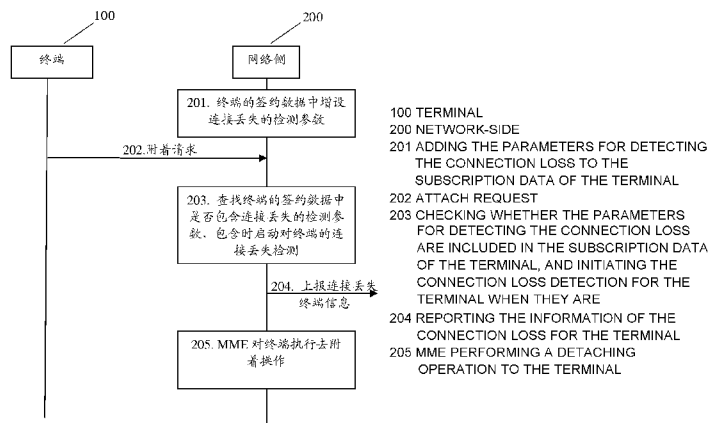 100
200
终端
网络侧
201. 终端的签约数据中增设
连接丢失的检测参数
202.附着请求
203. 查找终端的签约数据中
是否包含连接丢失的检测参
数、包含时启动对终端的连
接丢失检测
204. 上报连接丢失
终端信息
205. MME 对终端执行去附
着操作
100 TERMINAL
200 NETWORK-SIDE
201 ADDING THE PARAMETERS FOR DETECTING
THE CONNECTION LOSS TO THE
SUBSCRIPTION DATA OF THE TERMINAL
202 ATTACH REQUEST
203 CHECKING WHETHER THE PARAMETERS
FOR DETECTING THE CONNECTION LOSS
ARE INCLUDED IN THE SUBSCRIPTION DATA
OF THE TERMINAL, AND INITIATING THE
CONNECTION LOSS DETECTION FOR THE
TERMINAL WHEN THEY ARE
204 REPORTING THE INFORMATION OF THE
CONNECTION LOSS FOR THE TERMINAL
205 MME PERFORMING A DETACHING
OPERATION TO THE TERMINAL